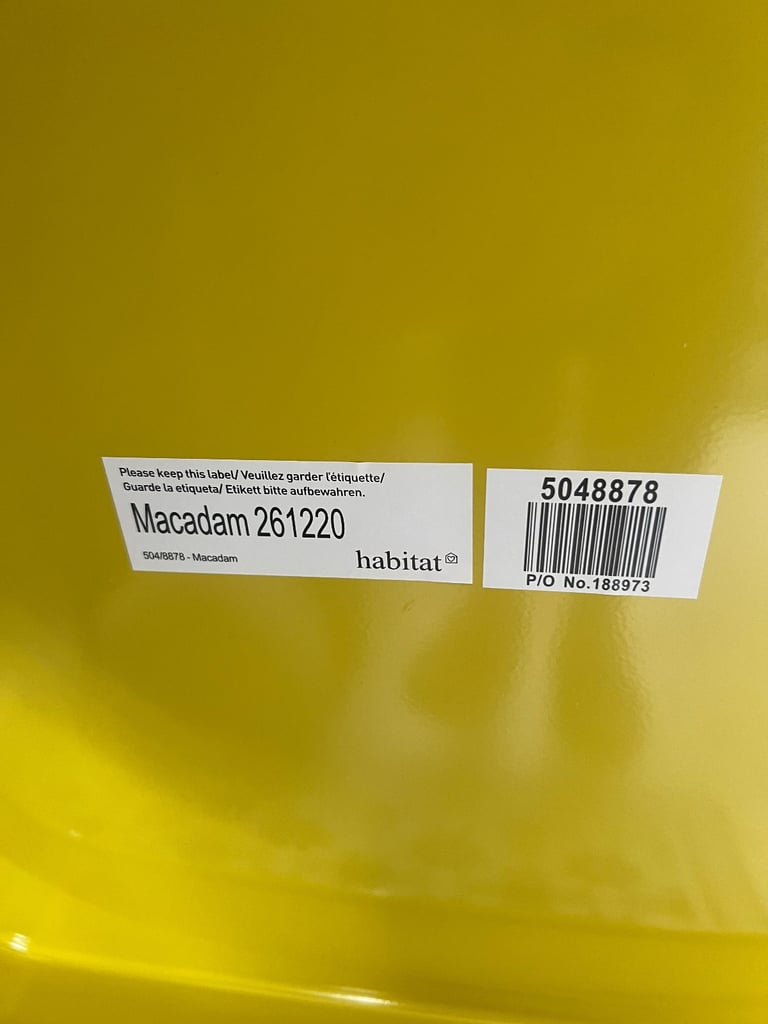 Please keep this label/ Veuillez garder l'étiquette/
Guarde la etiqueta/ Etikett bitte aufbewahren.
Macadam 261220
504/8878 - Macadam
habitat
5048878
P/O No.188973